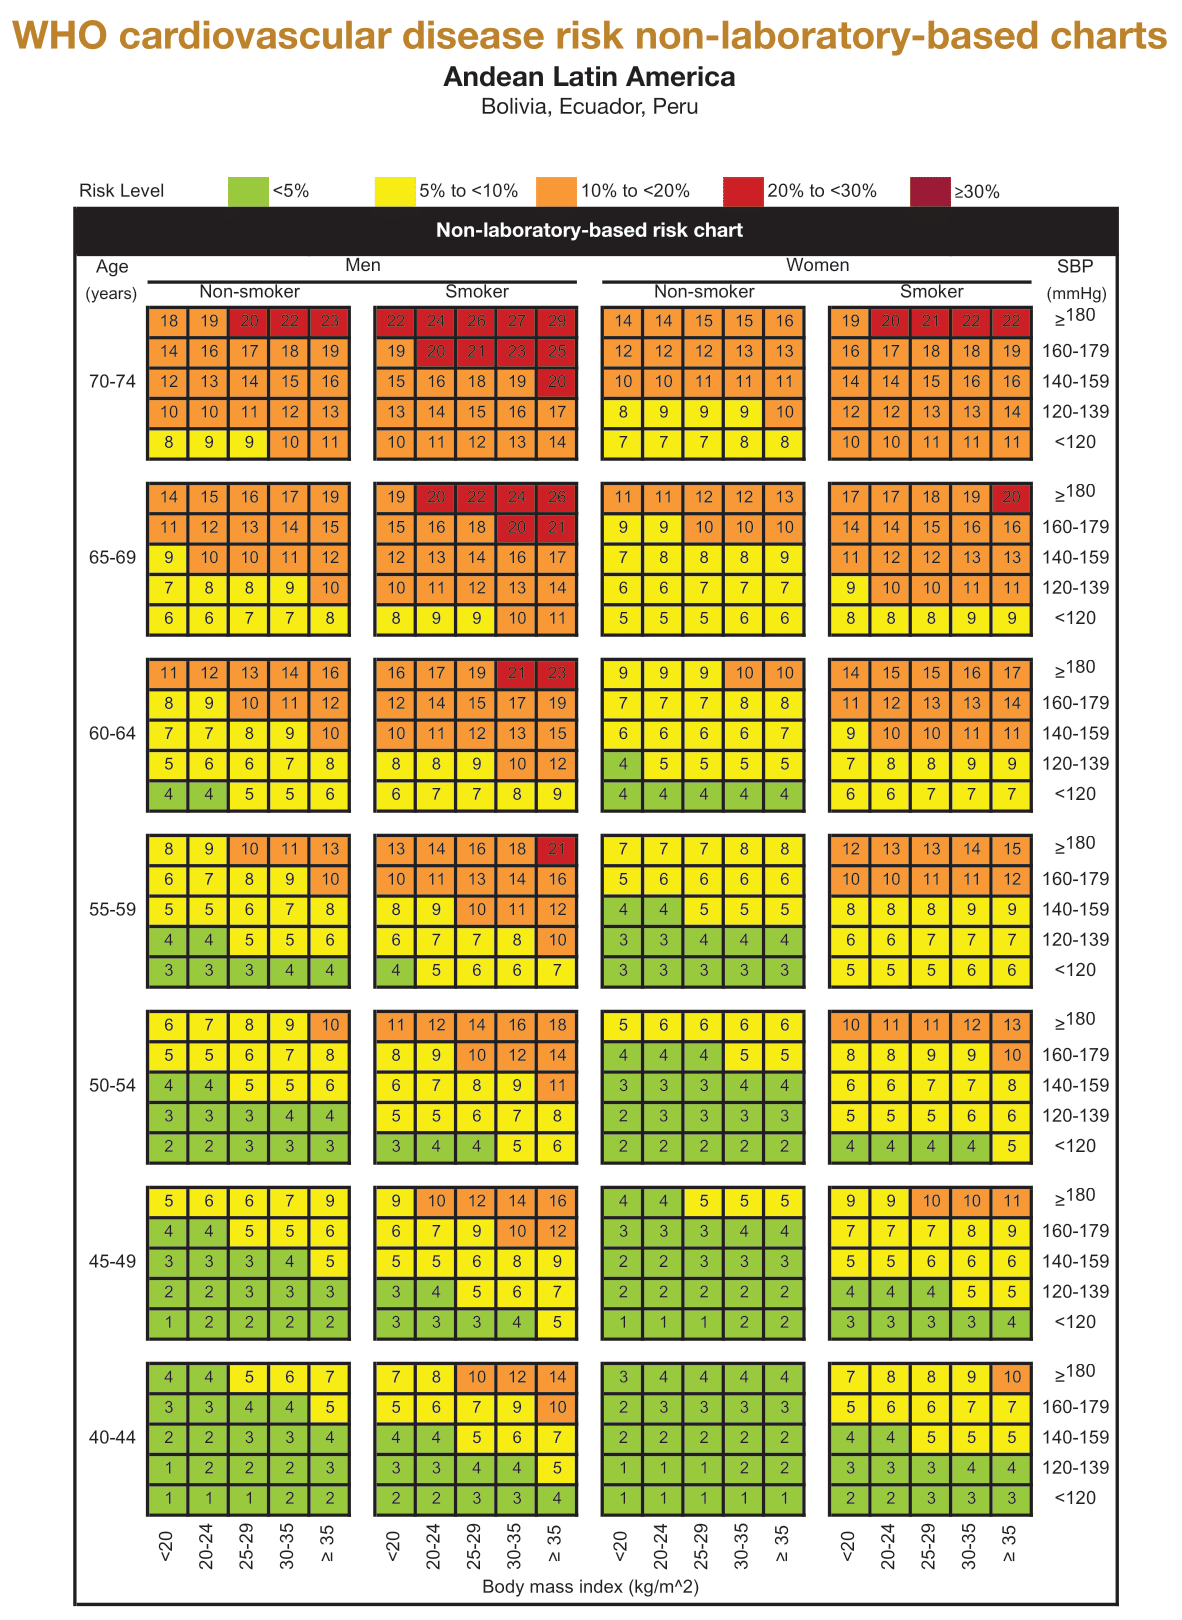 WHO cardiovascular disease risk non-laboratory-based charts
Andean Latin America
Bolivia, Ecuador, Peru
Risk Level <5% 5% to <10% 10% to <20% 20% to <30% ≥30%
Non-laboratory-based risk chart
Age Men Women SBP
(years) Non-smoker Smoker Non-smoker Smoker (mmHg)
18 19 20 22 23 22 24 26 27 29 14 14 15 15 16 19 20 21 22 22 ≥180
14 16 17 18 19 19 20 21 23 25 12 12 12 13 13 16 17 18 18 19 160-179
70-74 12 13 14 15 16 15 16 18 19 20 10 10 11 11 11 14 14 15 16 16 140-159
10 10 11 12 13 13 14 15 16 17 8 9 9 9 10 12 12 13 13 14 120-139
8 9 9 10 11 10 11 12 13 14 7 7 7 8 8 10 10 11 11 11 <120
14 15 16 17 19 19 20 22 24 26 11 11 12 12 13 17 17 18 19 20 ≥180
11 12 13 14 15 15 16 18 20 21 9 9 10 10 10 14 14 15 16 16 160-179
65-69 9 10 10 11 12 12 13 14 16 17 7 8 8 8 9 11 12 12 13 13 140-159
7 8 8 9 10 10 11 12 13 14 6 6 7 7 7 9 10 10 11 11 120-139
6 6 7 7 8 8 9 9 10 11 5 5 5 6 6 8 8 8 9 9 <120
11 12 13 14 16 16 17 19 21 23 9 9 9 10 10 14 15 15 16 17 ≥180
8 9 10 11 12 12 14 15 17 19 7 7 7 8 8 11 12 13 13 14 160-179
60-64 7 7 8 9 10 10 11 12 13 15 6 6 6 6 7 9 10 10 11 11 140-159
5 6 6 7 8 8 8 9 10 12 4 5 5 5 5 7 8 8 9 9 120-139
4 4 5 5 6 6 7 7 8 9 4 4 4 4 4 6 6 7 7 7 <120
8 9 10 11 13 13 14 16 18 21 7 7 7 8 8 12 13 13 14 15 ≥180
6 7 8 9 10 10 11 13 14 16 5 6 6 6 6 10 10 11 11 12 160-179
55-59 5 5 6 7 8 8 9 10 11 12 4 4 5 5 5 8 8 8 9 9 140-159
4 4 5 5 6 6 7 7 8 10 3 3 4 4 4 6 6 7 7 7 120-139
3 3 3 4 4 4 5 6 6 7 3 3 3 3 3 5 5 5 6 6 <120
6 7 8 9 10 11 12 14 16 18 5 6 6 6 6 10 11 11 12 13 ≥180
5 5 6 7 8 8 9 10 12 14 4 4 4 5 5 8 8 9 9 10 160-179
50-54 4 4 5 5 6 6 7 8 9 11 3 3 3 4 4 6 6 7 7 8 140-159
3 3 3 4 4 5 5 6 7 8 2 3 3 3 3 5 5 5 6 6 120-139
2 2 3 3 3 3 4 4 5 6 2 2 2 2 2 4 4 4 4 5 <120
5 6 6 7 9 9 10 12 14 16 4 4 5 5 5 9 9 10 10 11 ≥180
4 4 5 5 6 6 7 9 10 12 3 3 3 4 4 7 7 7 8 9 160-179
45-49 3 3 3 4 5 5 5 6 8 9 2 2 3 3 3 5 5 6 6 6 140-159
2 2 3 3 3 3 4 5 6 7 2 2 2 2 2 4 4 4 5 5 120-139
1 2 2 2 2 3 3 3 4 5 1 1 1 2 2 3 3 3 3 4 <120
4 4 5 6 7 7 8 10 12 14 3 4 4 4 4 7 8 8 9 10 ≥180
3 3 4 4 5 5 6 7 9 10 2 3 3 3 3 5 6 6 7 7 160-179
40-44 2 2 3 3 4 4 4 5 6 7 2 2 2 2 2 4 4 5 5 5 140-159
1 2 2 2 3 3 3 4 4 5 1 1 1 2 2 3 3 3 4 4 120-139
1 1 1 2 2 2 2 3 3 4 1 1 1 1 1 2 2 3 3 3 <120
<20 20-24 25-29 30-35 ≥ 35 <20 20-24 25-29 30-35 ≥ 35 <20 20-24 25-29 30-35 ≥ 35 <20 20-24 25-29 30-35 ≥ 35
Body mass index (kg/m^2)